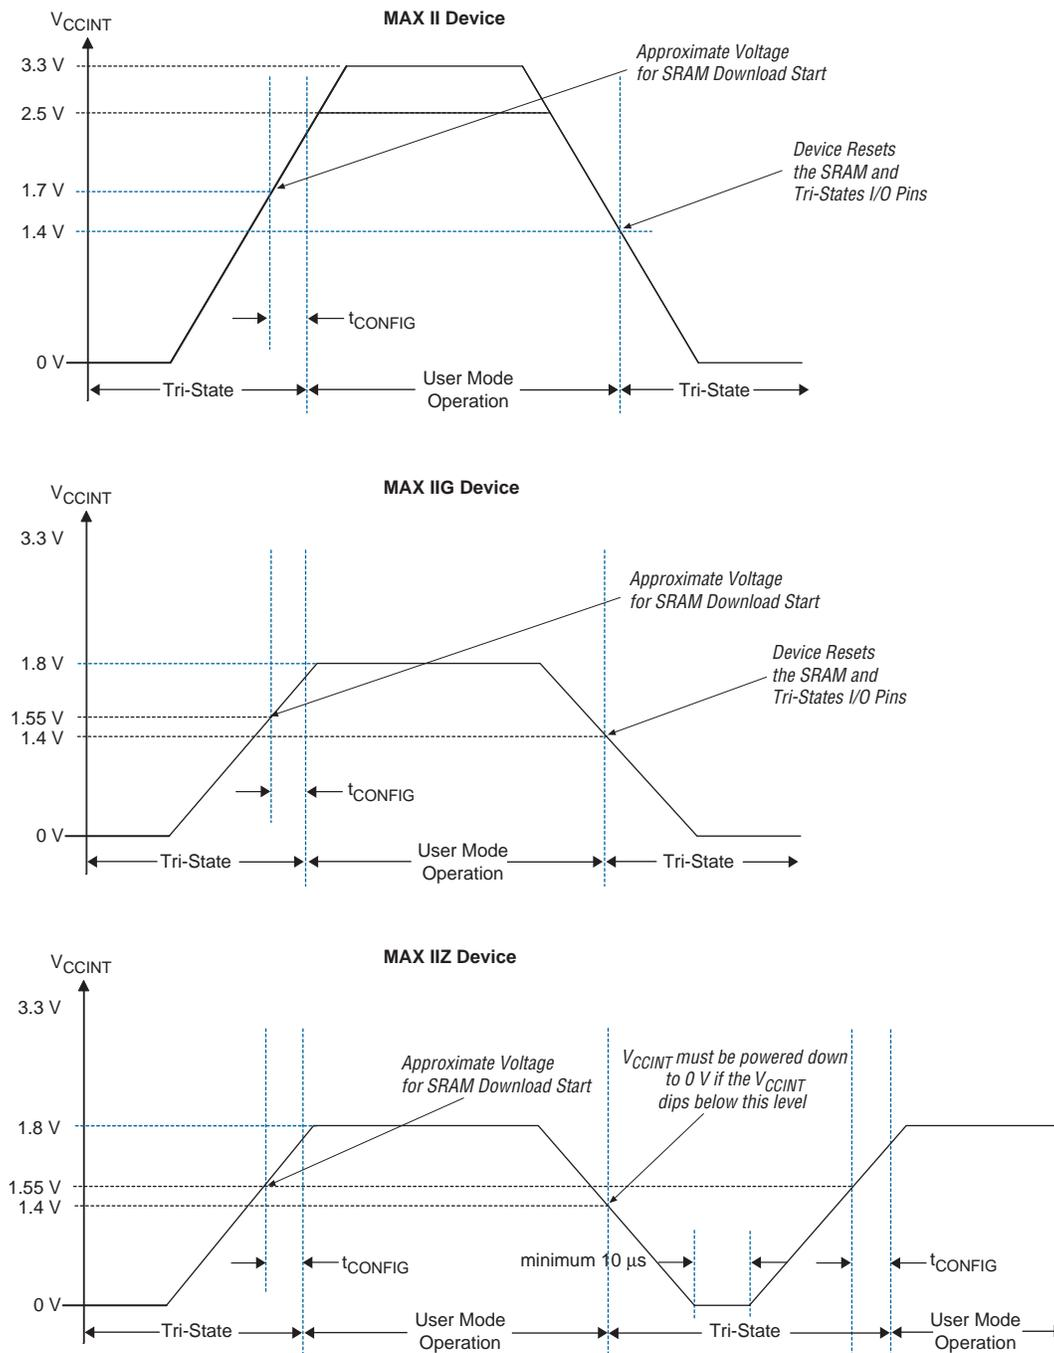 MAX II Device
VCCINT
3.3 V
2.5 V
1.7 V
1.4 V
0 V
Approximate Voltage
for SRAM Download Start
Device Resets
the SRAM and
Tri-States I/O Pins
tCONFIG
Tri-State
User Mode
Operation
Tri-State
MAX IIG Device
VCCINT
3.3 V
1.8 V
1.55 V
1.4 V
0 V
Approximate Voltage
for SRAM Download Start
Device Resets
the SRAM and
Tri-States I/O Pins
tCONFIG
Tri-State
User Mode
Operation
Tri-State
MAX IIZ Device
VCCINT
3.3 V
1.8 V
1.55 V
1.4 V
0 V
Approximate Voltage
for SRAM Download Start
VCCINT must be powered down
to 0 V if the VCCINT
dips below this level
tCONFIG
minimum 10 µs
tCONFIG
Tri-State
User Mode
Operation
Tri-State
User Mode
Operation